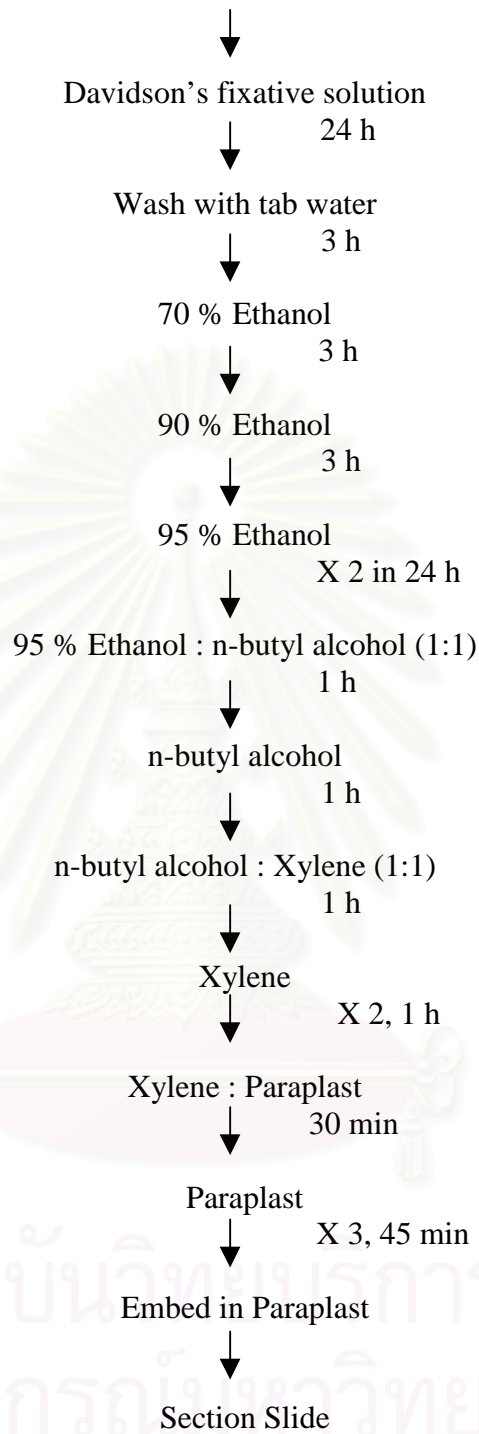 Davidson's fixative solution
24 h
Wash with tab water
3 h
70 % Ethanol
3 h
90 % Ethanol
3 h
95 % Ethanol
X 2 in 24 h
95 % Ethanol : n-butyl alcohol (1:1)
1 h
n-butyl alcohol
1 h
n-butyl alcohol : Xylene (1:1)
1 h
Xylene
X 2, 1 h
Xylene : Paraplast
30 min
Paraplast
X 3, 45 min
Embed in Paraplast
Section Slide